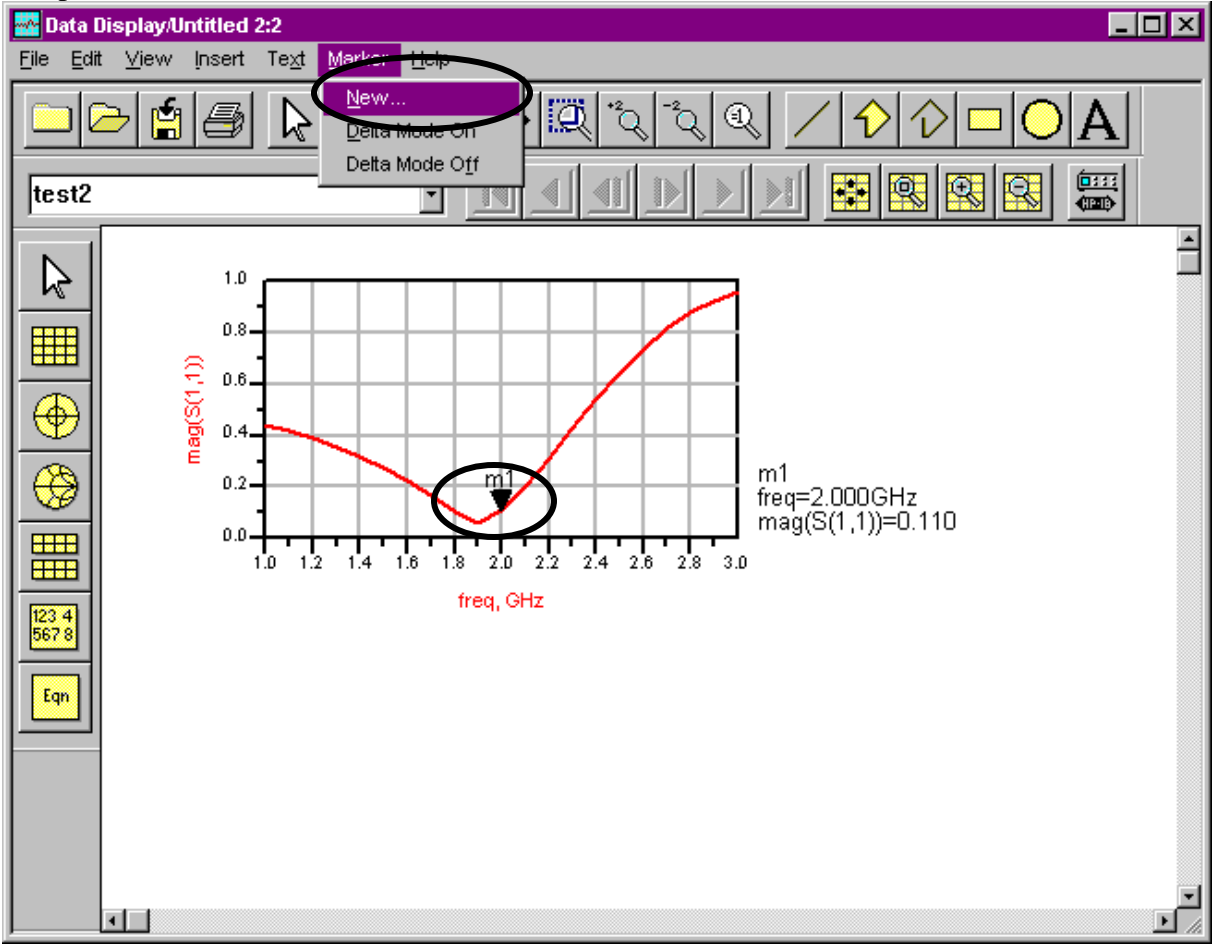 Data Display/Untitled 2:2
File Edit View Insert Text Marker Help
New...
Delta Mode On
Delta Mode Off
+2 -2 :1 A
test2
HP-IB
1.0
0.8
0.6
0.4
0.2
0.0
mag(S(1,1))
m1
1.0 1.2 1.4 1.6 1.8 2.0 2.2 2.4 2.6 2.8 3.0
freq, GHz
m1
freq=2.000GHz
mag(S(1,1))=0.110
123 4
567 8
Eqn